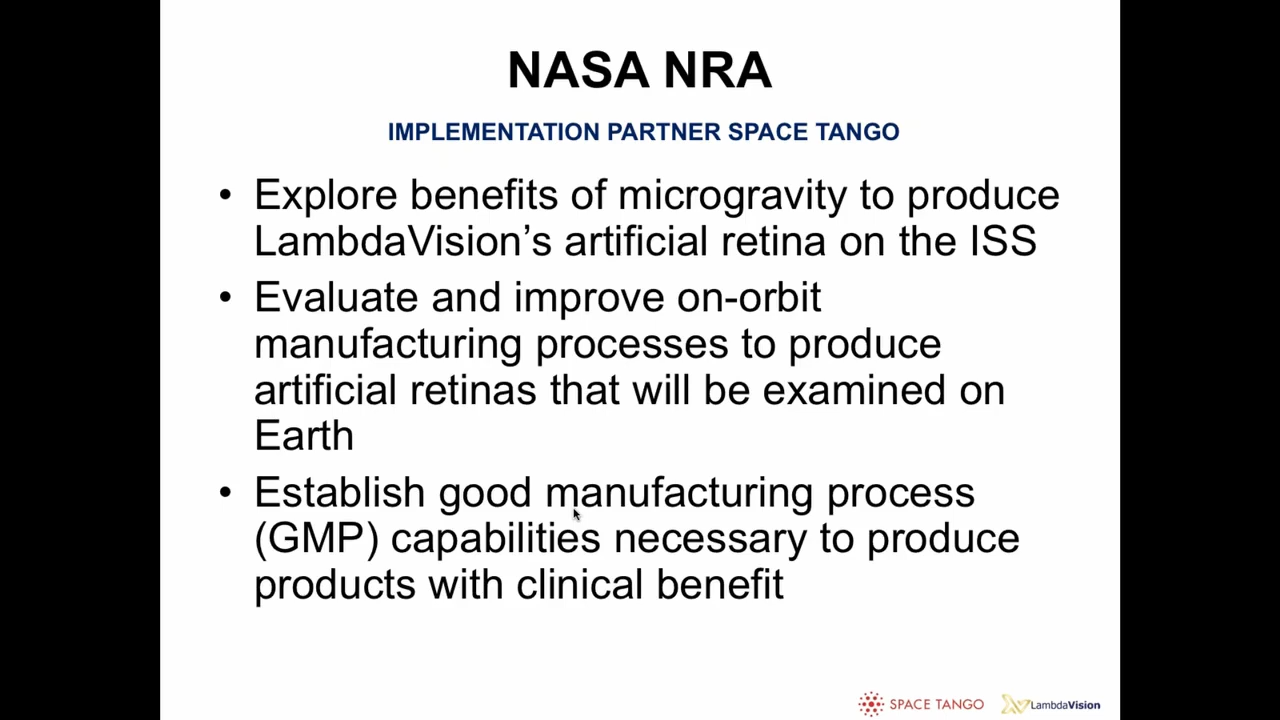 NASA NRA
IMPLEMENTATION PARTNER SPACE TANGO
• Explore benefits of microgravity to produce
LambdaVision’s artificial retina on the ISS
• Evaluate and improve on-orbit
manufacturing processes to produce
artificial retinas that will be examined on
Earth
• Establish good manufacturing process
(GMP) capabilities necessary to produce
products with clinical benefit
SPACE TANGO LambdaVision